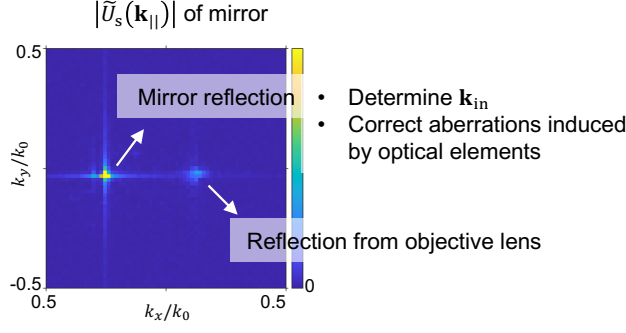 |Ũₛ(𝐤||)| of mirror
0.5
Mirror reflection
• Determine 𝐤in
• Correct aberrations induced
by optical elements
ky/k0
Reflection from objective lens
-0.5
0
0.5
0.5
kx/k0